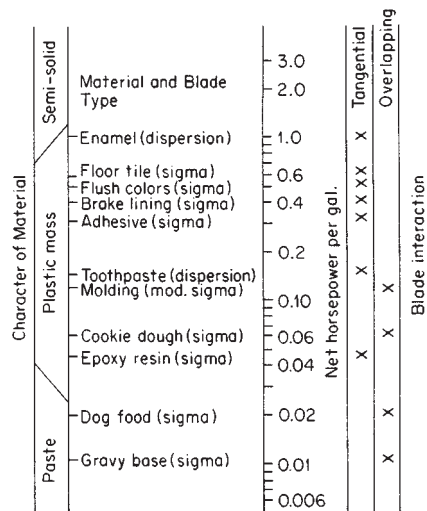 Character of Material
Semi-solid
Plastic mass
Paste
Material and Blade
Type
Enamel (dispersion)
Floor tile (sigma)
Flush colors (sigma)
Brake lining (sigma)
Adhesive (sigma)
Toothpaste (dispersion)
Molding (mod. sigma)
Cookie dough (sigma)
Epoxy resin (sigma)
Dog food (sigma)
Gravy base (sigma)
3.0
2.0
1.0
0.6
0.4
0.2
0.10
0.06
0.04
0.02
0.01
0.006
Net horsepower per gal.
Tangential
x
x
x
x
x
x
x
Overlapping
x
x
x
x
Blade interaction